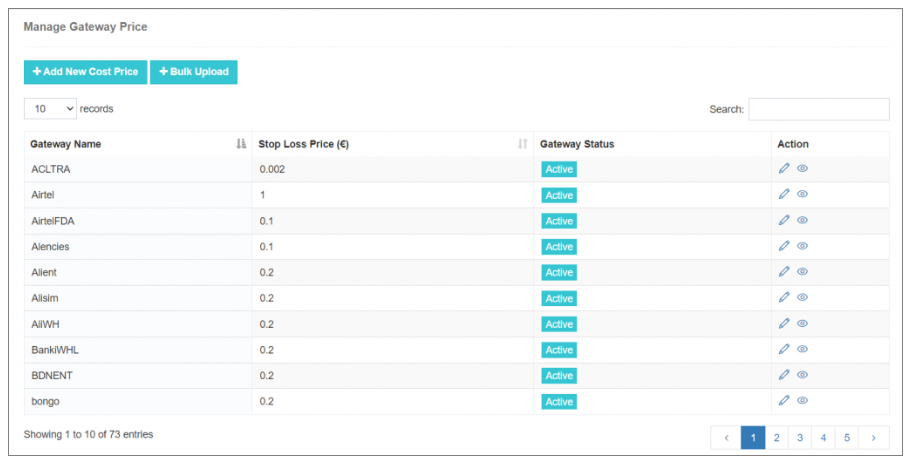 Manage Gateway Price
+ Add New Cost Price + Bulk Upload
10 records Search:
Gateway Name Stop Loss Price (€) Gateway Status Action
ACLTRA 0.002 Active
Airtel 1 Active
AirtelFDA 0.1 Active
Alencies 0.1 Active
Alient 0.2 Active
Alisim 0.2 Active
AliWH 0.2 Active
BankiWHL 0.2 Active
BDNENT 0.2 Active
bongo 0.2 Active
Showing 1 to 10 of 73 entries < 1 2 3 4 5 >